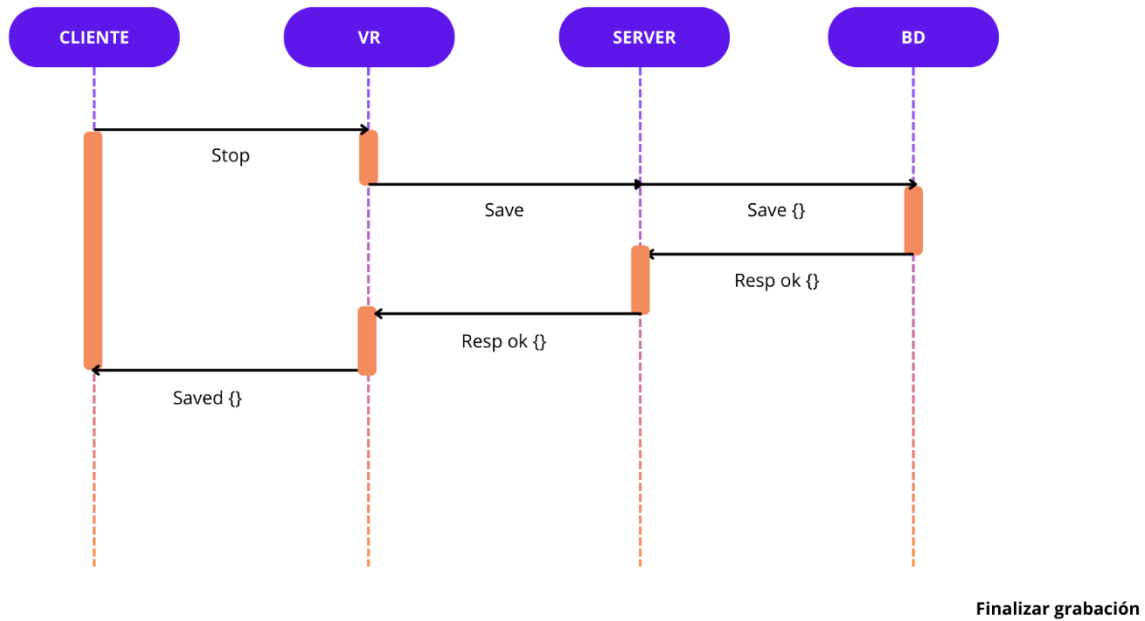 CLIENTE
VR
SERVER
BD
Stop
Save
Save {}
Resp ok {}
Resp ok {}
Saved {}
Finalizar grabación